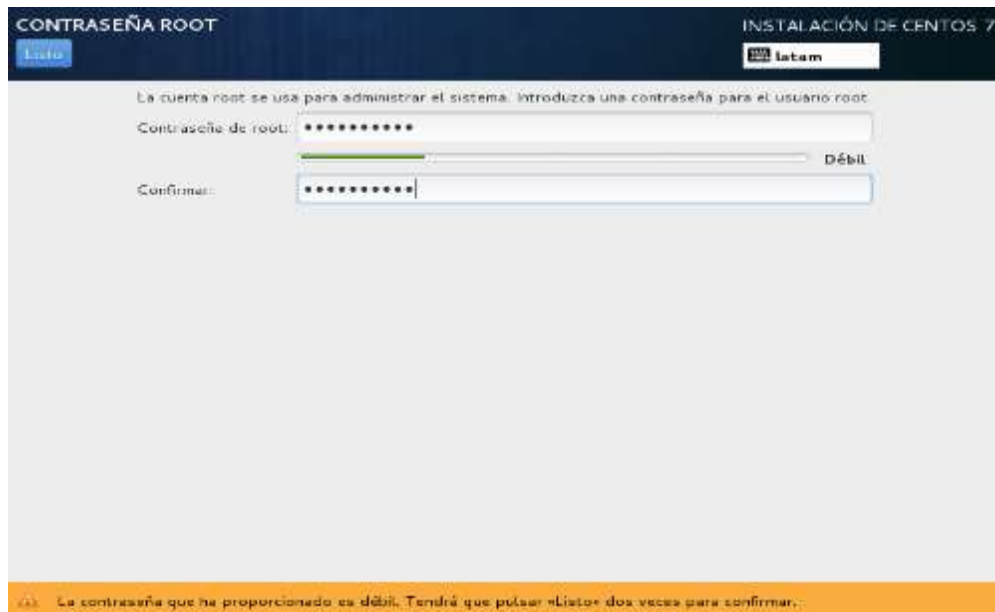 CONTRASEÑA ROOT
INSTALACIÓN DE CENTOS 7
Listo
latam
La cuenta root se usa para administrar el sistema. Introduzca una contraseña para el usuario root.
Contraseña de root: ••••••••••
Débil
Confirmar: ••••••••••
La contraseña que ha proporcionado es débil. Tendrá que pulsar «Listo» dos veces para confirmar.